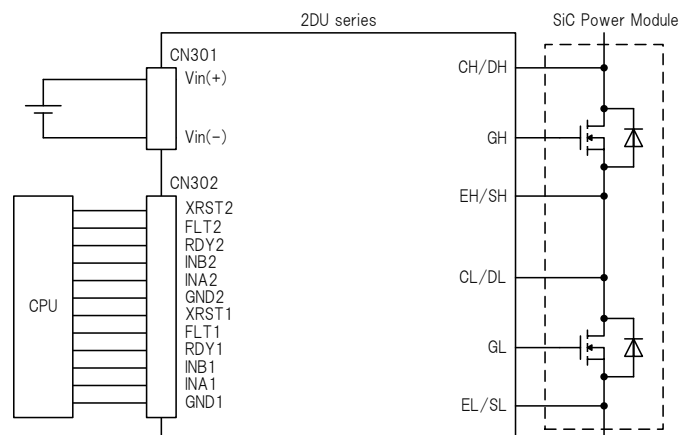 2DU series
SiC Power Module
CN301
Vin(+)
Vin(-)
CN302
XRST2
FLT2
RDY2
INB2
INA2
GND2
XRST1
FLT1
RDY1
INB1
INA1
GND1
CPU
CH/DH
GH
EH/SH
CL/DL
GL
EL/SL